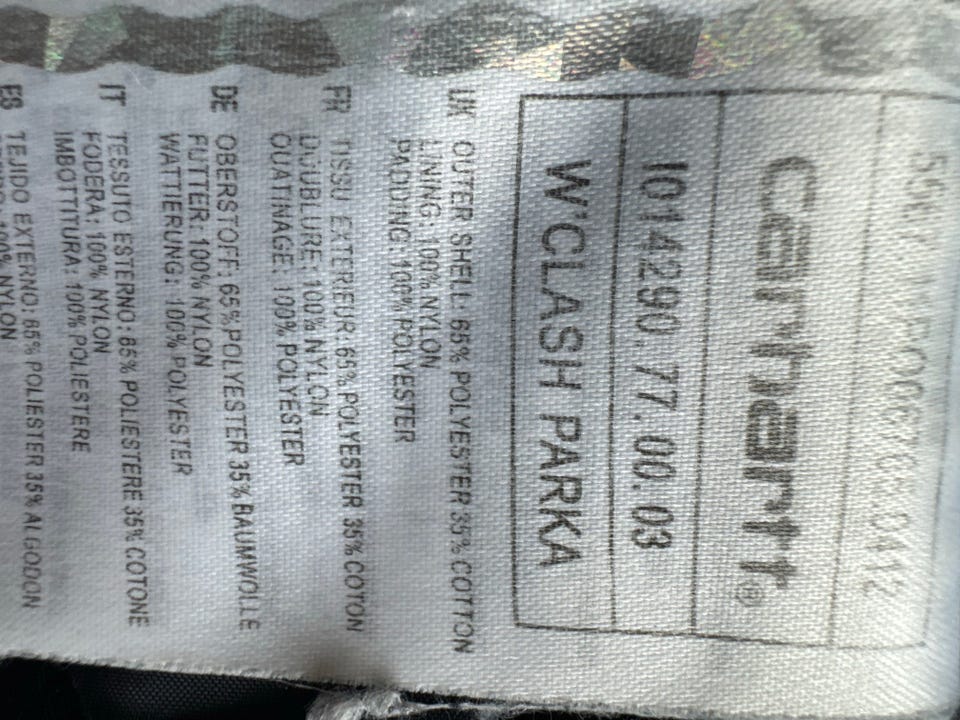 carhartt®
I014290.77.00.03
W'CLASH PARKA
UK OUTER SHELL: 65% POLYESTER 35% COTTON
LINING: 100% NYLON
PADDING: 100% POLYESTER
FR TISSU EXTERIEUR: 65% POLYESTER 35% COTON
DOUBLURE: 100% NYLON
OUATINAGE: 100% POLYESTER
DE OBERSTOFF: 65% POLYESTER 35% BAUMWOLLE
FUTTER: 100% NYLON
WATTIERUNG: 100% POLYESTER
IT TESSUTO ESTERNO: 65% POLIESTERE 35% COTONE
FODERA: 100% NYLON
IMBOTTITURA: 100% POLIESTERE
ES TEJIDO EXTERNO: 65% POLIESTER 35% ALGODON
100% NYLON